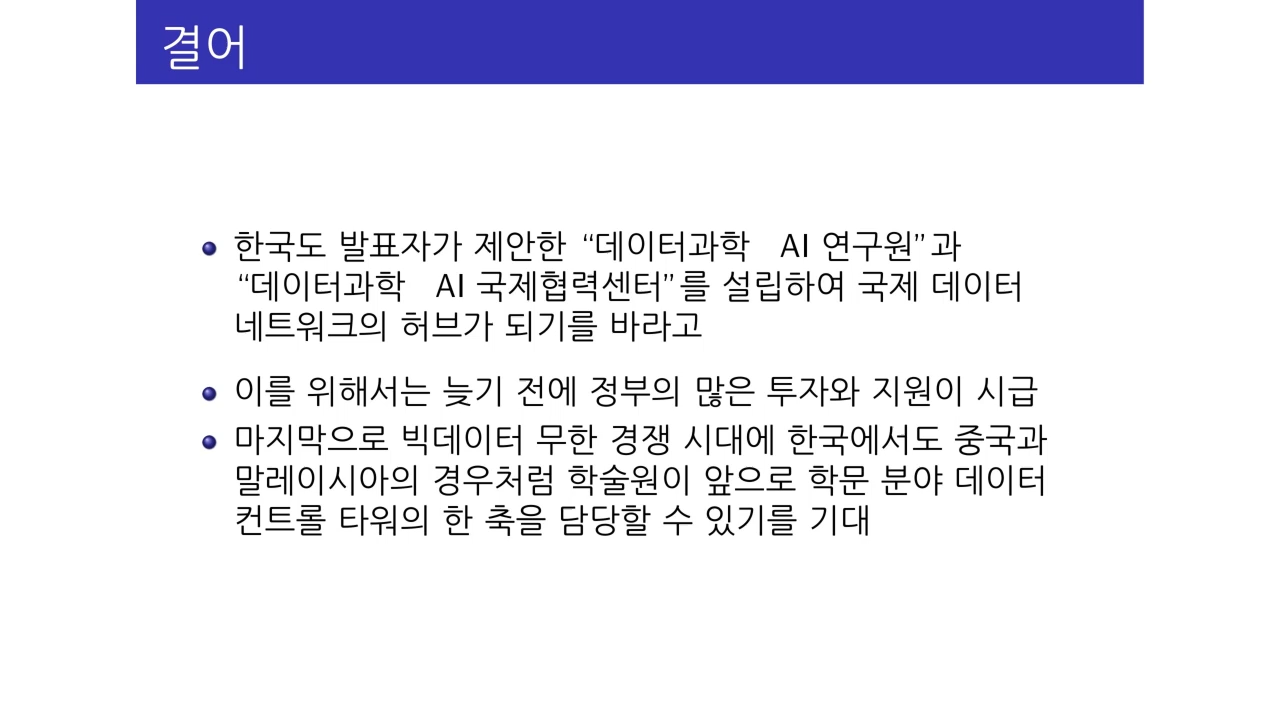 결어
한국도 발표자가 제안한 “데이터과학 AI 연구원”과
“데이터과학 AI 국제협력센터”를 설립하여 국제 데이터
네트워크의 허브가 되기를 바라고
이를 위해서는 늦기 전에 정부의 많은 투자와 지원이 시급
마지막으로 빅데이터 무한 경쟁 시대에 한국에서도 중국과
말레이시아의 경우처럼 학술원이 앞으로 학문 분야 데이터
컨트롤 타워의 한 축을 담당할 수 있기를 기대